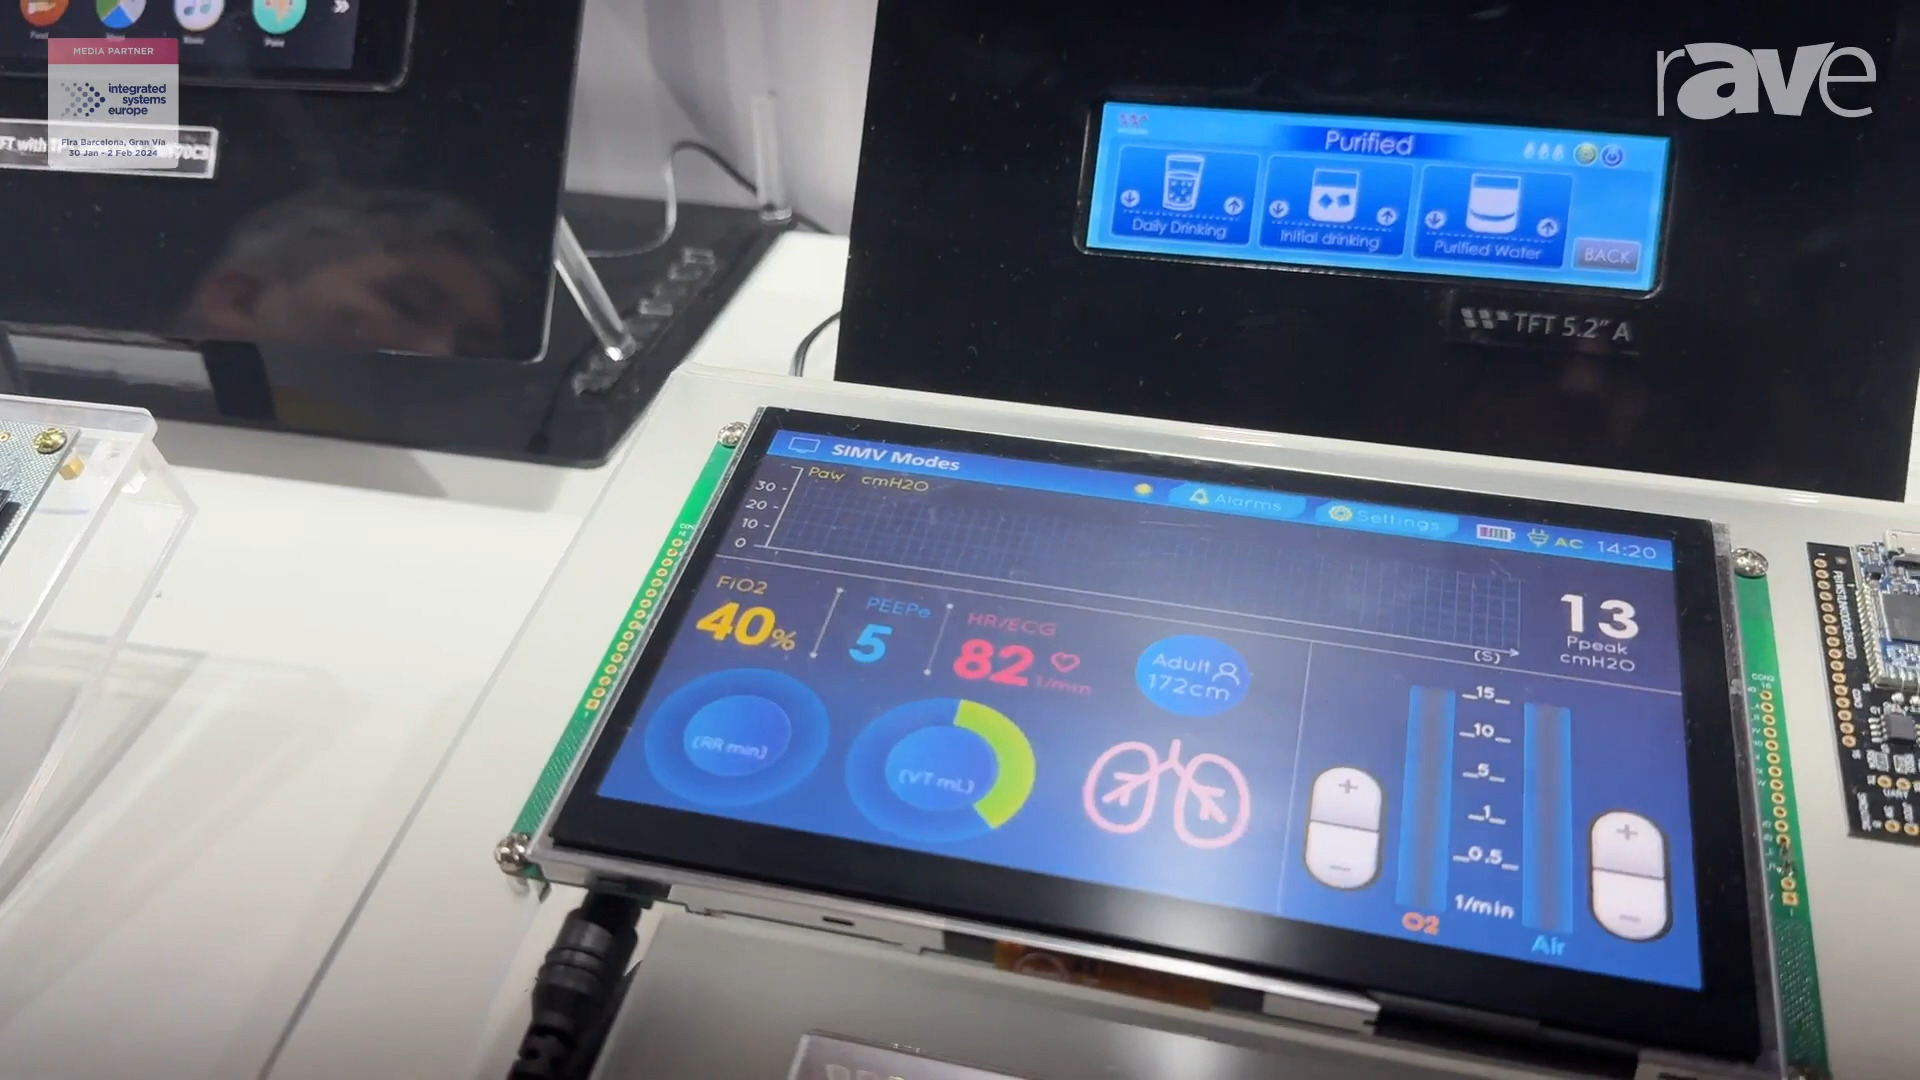 MEDIA PARTNER
integrated
systems
europe
Fira Barcelona, Gran Vía
30 Jan - 2 Feb 2024
rAVe
Purified
Daily Drinking
Initial drinking
Purified Water
BACK
TFT 5.2" A
SIMV Modes
Alarms
Settings
AC 14:20
Paw cmH2O
30
20
10
0
(S)
13
Ppeak
cmH2O
FiO2
40%
PEEPe
5
HR/ECG
82
1/min
Adult
172cm
[RR min]
[VT mL]
+
−
15
10
5
1
0.5
1/min
O2
Air
+
−